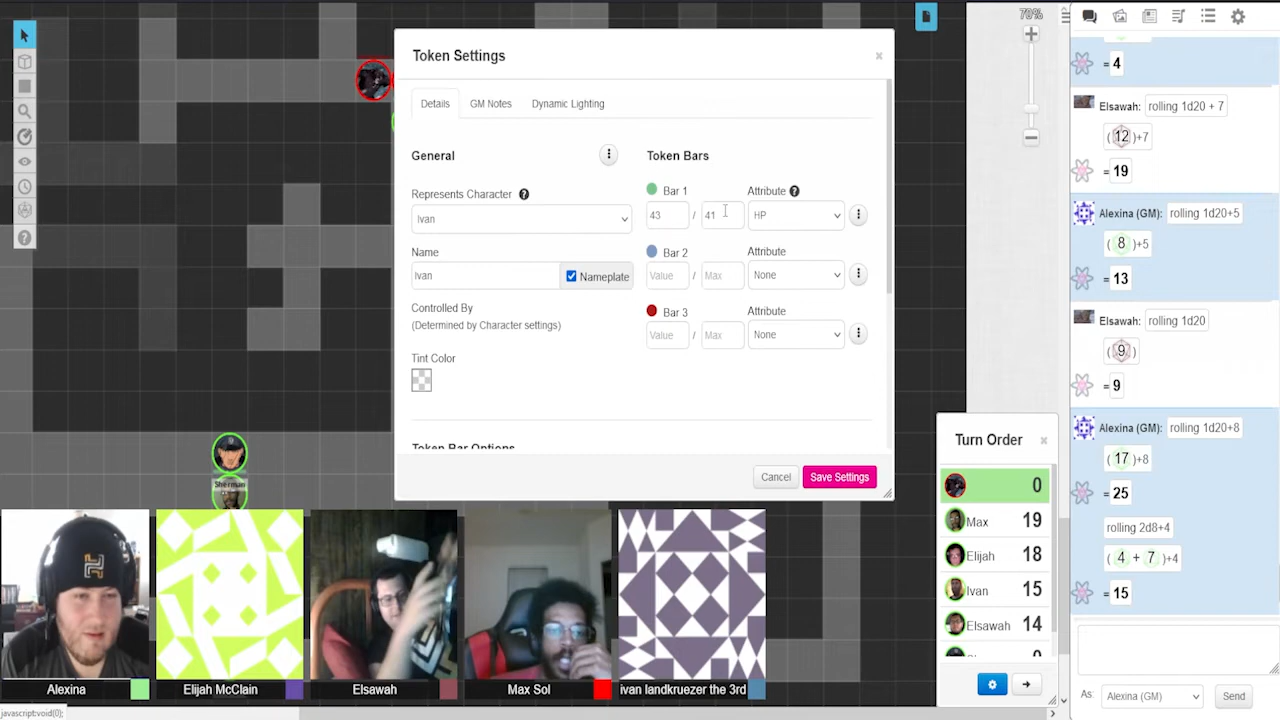 Token Settings
×
Details
GM Notes
Dynamic Lighting
General
Token Bars
Represents Character
Ivan
Name
Ivan
Nameplate
Controlled By
(Determined by Character settings)
Tint Color
Bar 1
Attribute
43 / 41
HP
Bar 2
Attribute
Value / Max
None
Bar 3
Attribute
Value / Max
None
Token Bar Options
Cancel
Save Settings
70%
= 4
Elsawah: rolling 1d20 + 7
(12)+7
= 19
Alexina (GM): rolling 1d20+5
(8)+5
= 13
Elsawah: rolling 1d20
(9)
= 9
Alexina (GM): rolling 1d20+8
(17)+8
= 25
rolling 2d8+4
(4 + 7)+4
= 15
As:
Alexina (GM)
Send
Turn Order
×
0
Max 19
Elijah 18
Ivan 15
Elsawah 14
Sherman
Alexina
Elijah McClain
Elsawah
Max Sol
ivan landkruezer the 3rd
javascript:void(0);